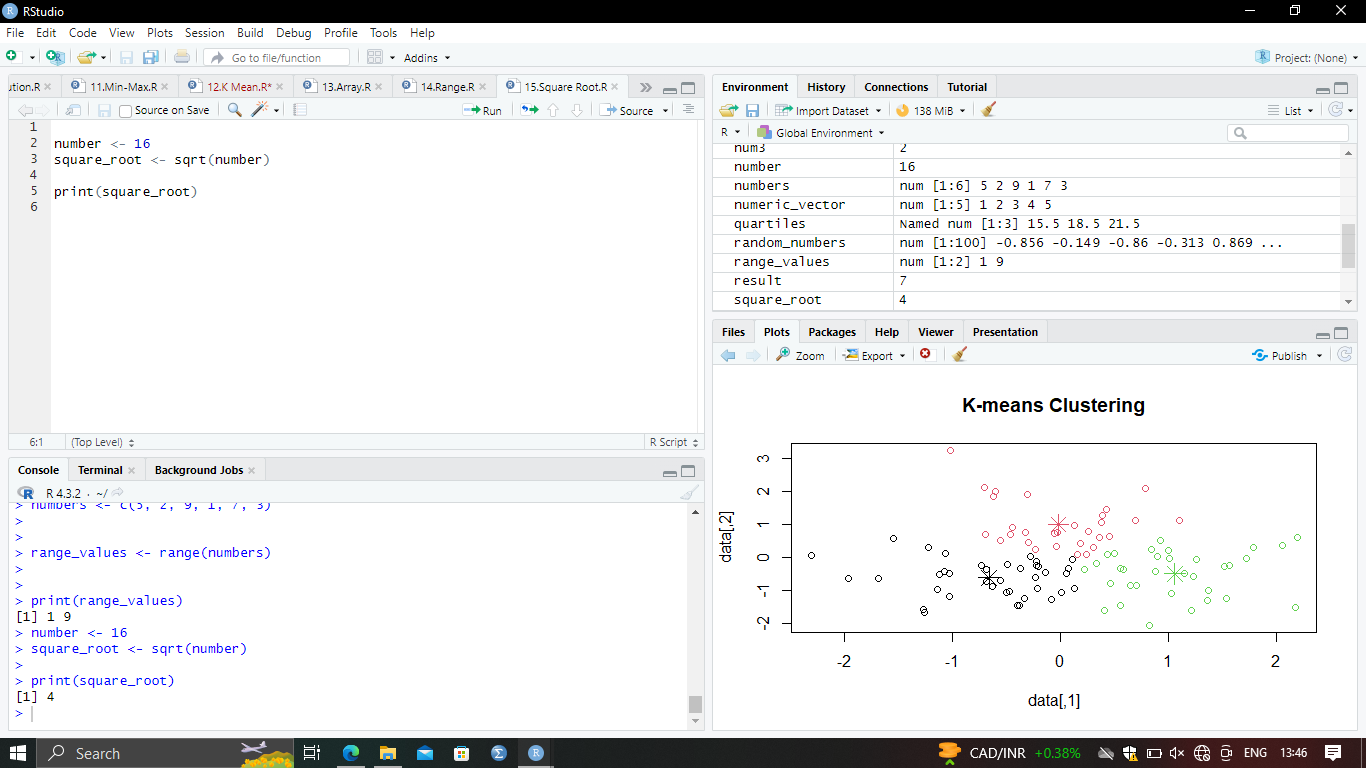 RStudio
File Edit Code View Plots Session Build Debug Profile Tools Help
Go to file/function Addins Project: (None)
ution.R 11.Min-Max.R 12.K Mean.R* 13.Array.R 14.Range.R 15.Square Root.R
Source on Save Run Source
1
2 number <- 16
3 square_root <- sqrt(number)
4
5 print(square_root)
6
6:1 (Top Level) R Script
Console Terminal Background Jobs
R 4.3.2 · ~/
> numbers <- c(5, 2, 9, 1, 7, 3)
>
>
> range_values <- range(numbers)
>
>
> print(range_values)
[1] 1 9
> number <- 16
> square_root <- sqrt(number)
>
> print(square_root)
[1] 4
>
Environment History Connections Tutorial
Import Dataset 138 MiB List
R Global Environment
num3 2
number 16
numbers num [1:6] 5 2 9 1 7 3
numeric_vector num [1:5] 1 2 3 4 5
quartiles Named num [1:3] 15.5 18.5 21.5
random_numbers num [1:100] -0.856 -0.149 -0.86 -0.313 0.869 ...
range_values num [1:2] 1 9
result 7
square_root 4
Files Plots Packages Help Viewer Presentation
Zoom Export Publish
K-means Clustering
data[,2]
3
2
1
0
-1
-2
-2 -1 0 1 2
data[,1]
Search CAD/INR +0.38% ENG 13:46